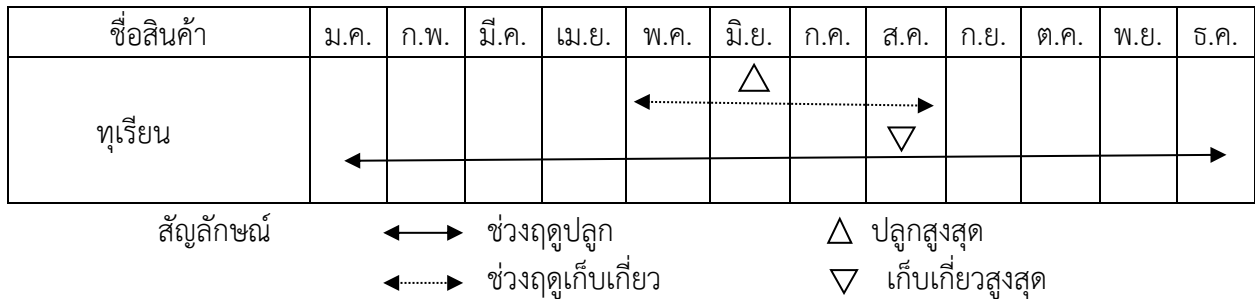 ชื่อสินค้า ม.ค. ก.พ. มี.ค. เม.ย. พ.ค. มิ.ย. ก.ค. ส.ค. ก.ย. ต.ค. พ.ย. ธ.ค.
ทุเรียน
สัญลักษณ์ ช่วงฤดูปลูก ปลูกสูงสุด
ช่วงฤดูเก็บเกี่ยว เก็บเกี่ยวสูงสุด